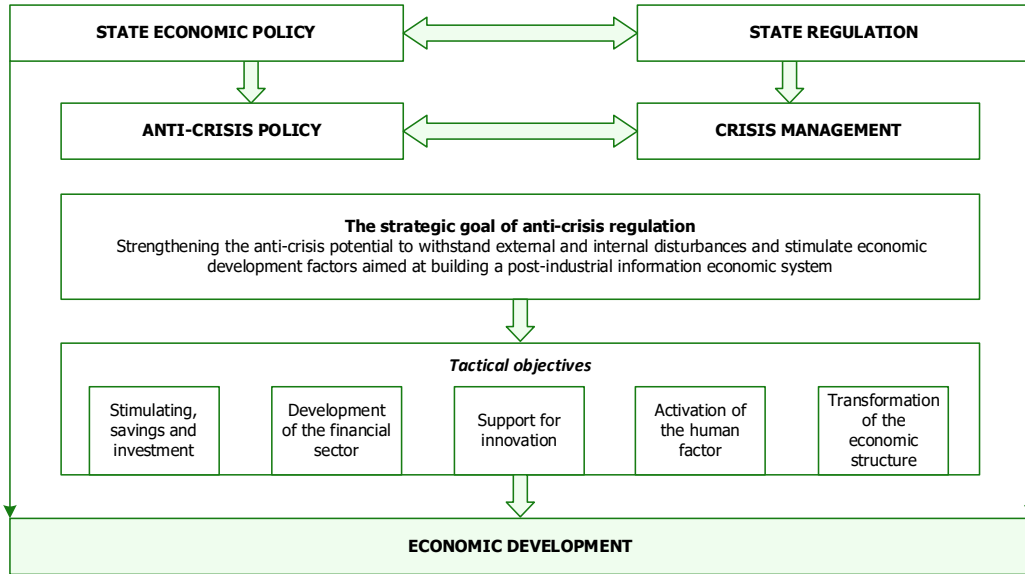 STATE ECONOMIC POLICY
STATE REGULATION
ANTI-CRISIS POLICY
CRISIS MANAGEMENT
The strategic goal of anti-crisis regulation
Strengthening the anti-crisis potential to withstand external and internal disturbances and stimulate economic
development factors aimed at building a post-industrial information economic system
Tactical objectives
Stimulating,
savings and
investment
Development
of the financial
sector
Support for
innovation
Activation of
the human
factor
Transformation
of the
economic
structure
ECONOMIC DEVELOPMENT